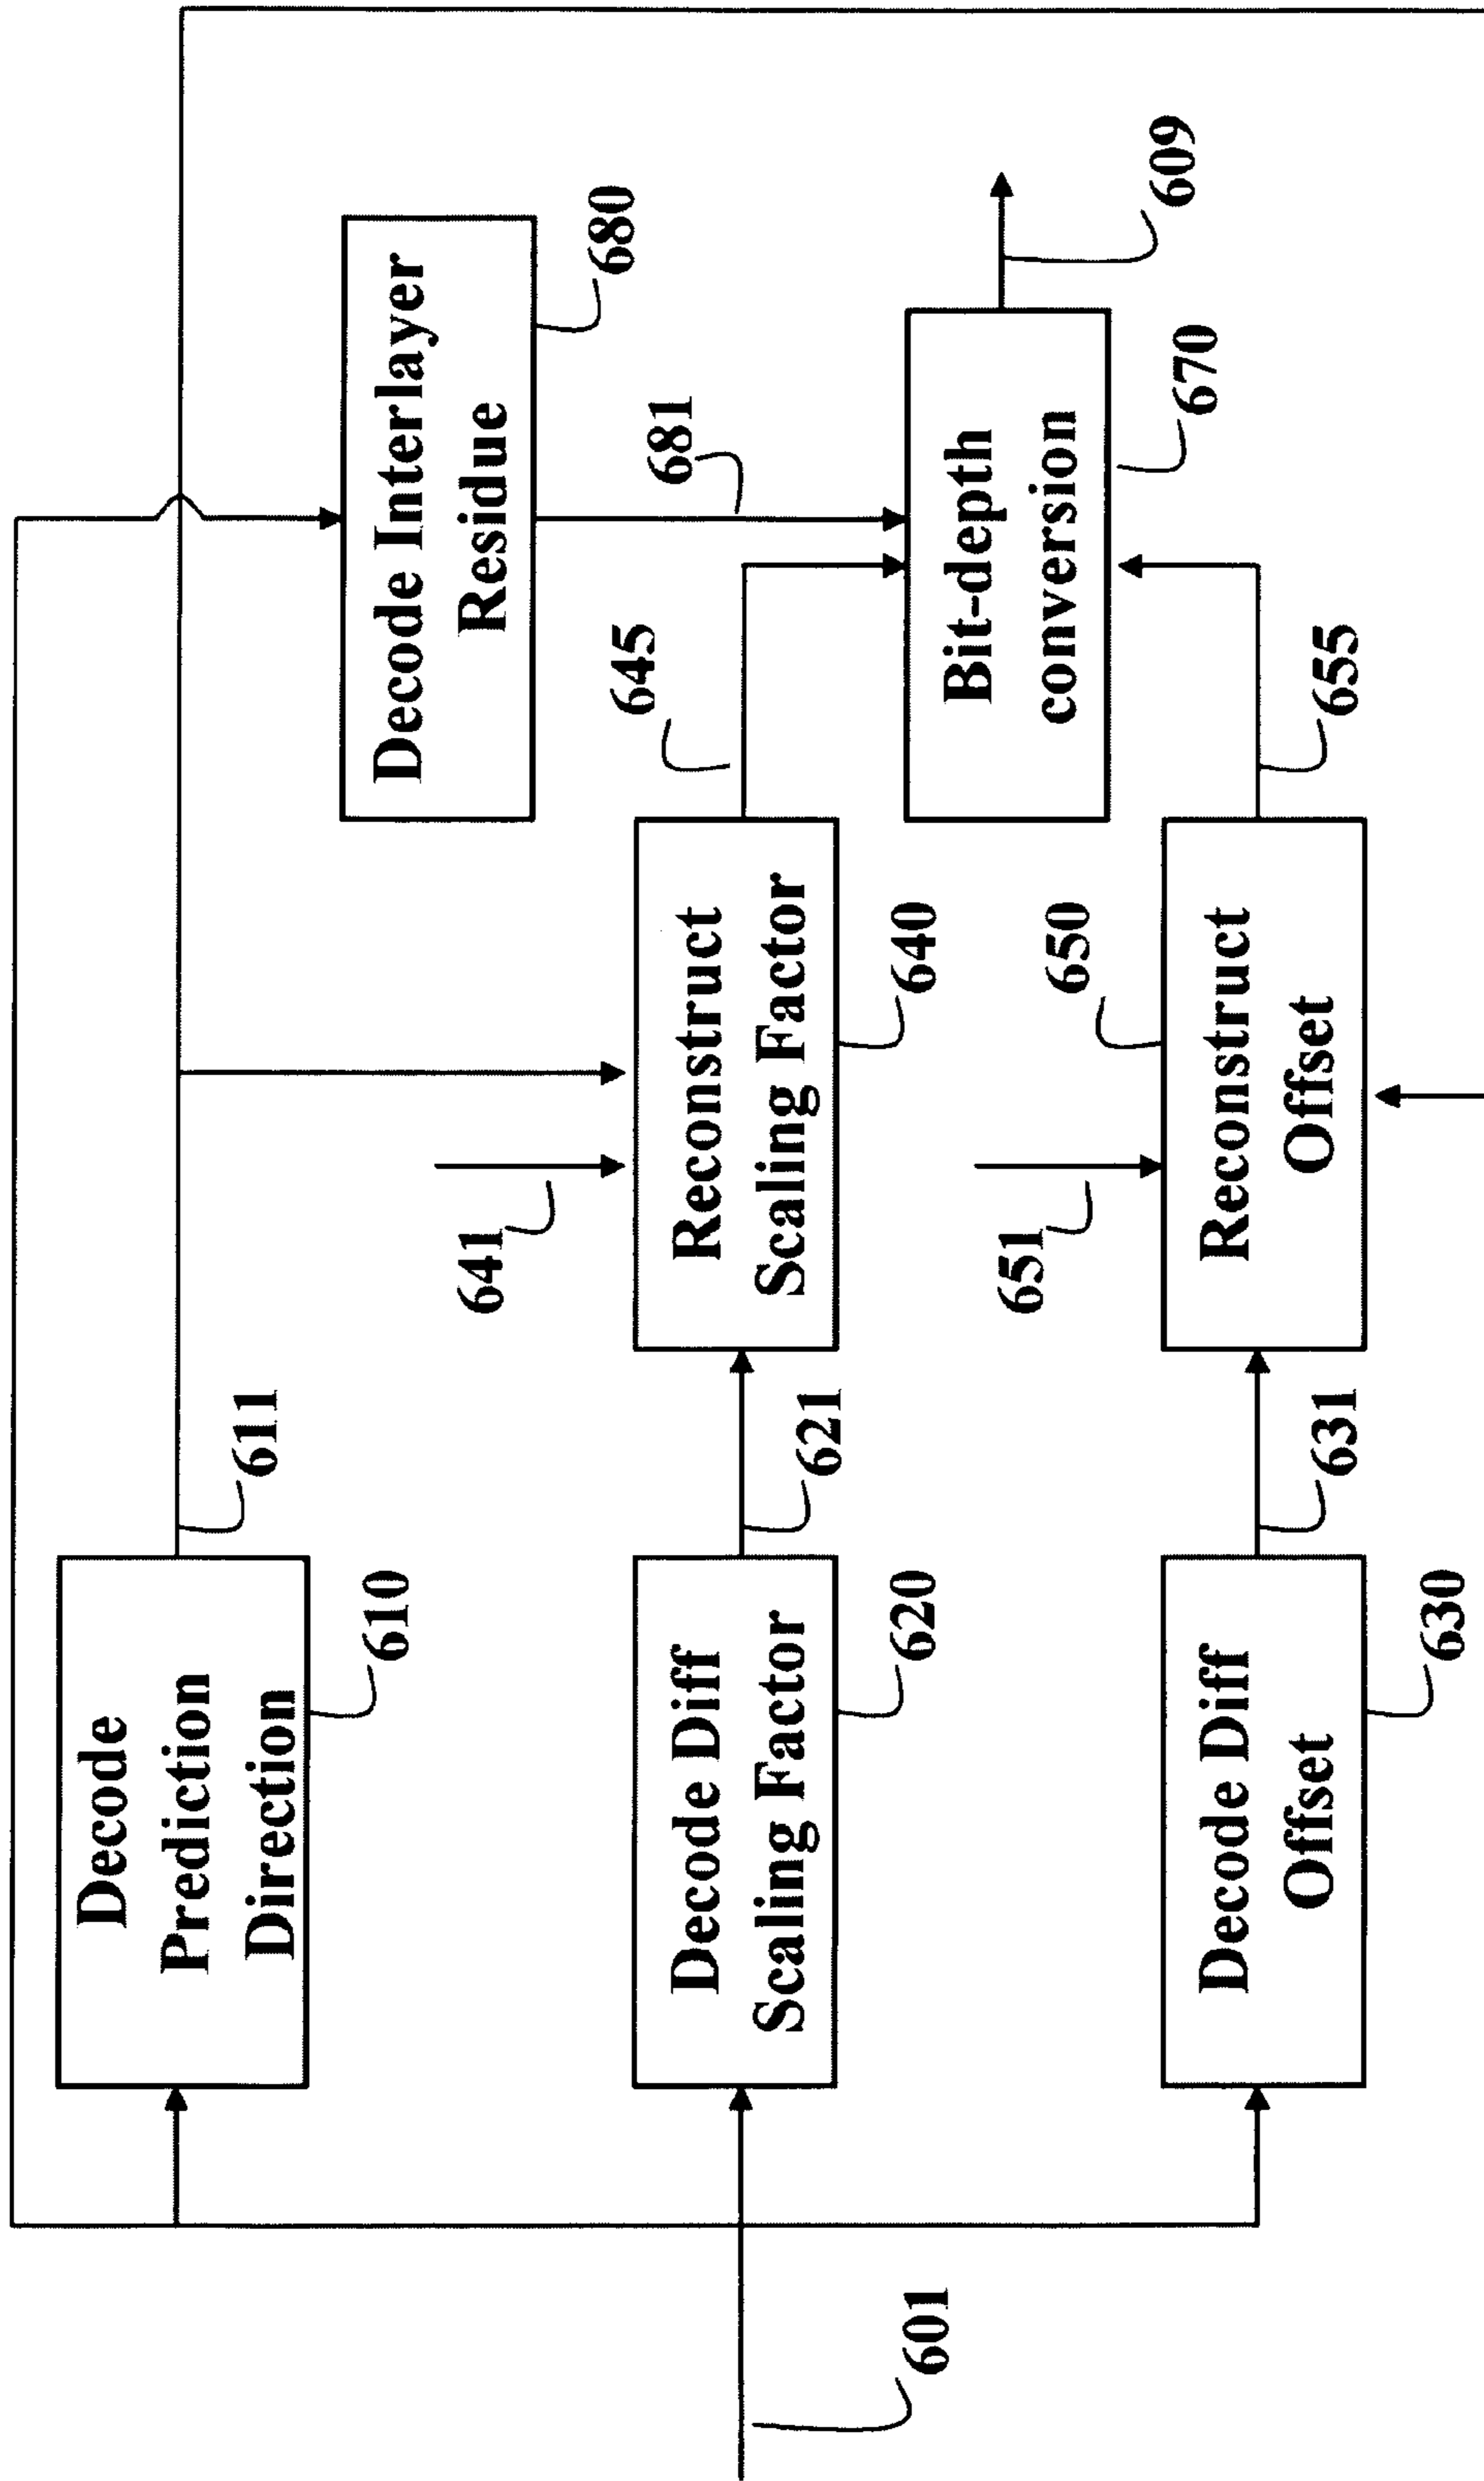 Decode
Prediction
Direction
610
611
Decode Interlayer
Residue
680
681
601
Decode Diff
Scaling Factor
620
621
641
Reconstruct
Scaling Factor
640
645
Bit-depth
conversion
670
609
Decode Diff
Offset
630
631
651
Reconstruct
Offset
650
655